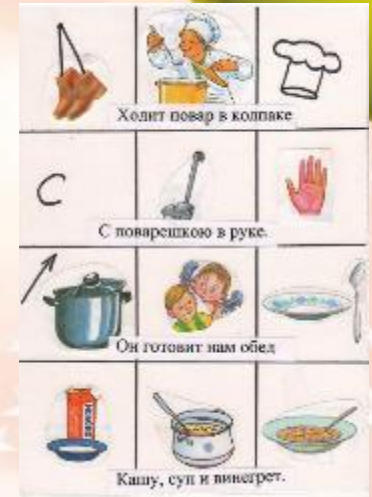 Ходит повар в колпаке
С
С поварешкою в руке.
Он готовит нам обед
Кашу, суп и винегрет.